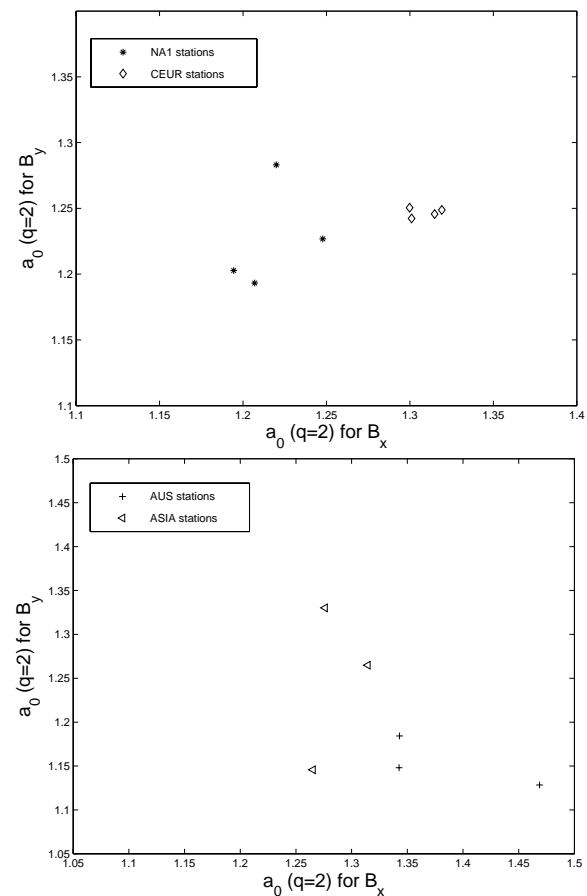 NA1 stations
CEUR stations
1.35
1.3
1.25
1.2
1.15
1.1
a0 (q=2) for By
1.1 1.15 1.2 1.25 1.3 1.35 1.4
a0 (q=2) for Bx
1.5
AUS stations
ASIA stations
1.45
1.4
1.35
1.3
1.25
1.2
1.15
1.1
1.05
a0 (q=2) for By
1.05 1.1 1.15 1.2 1.25 1.3 1.35 1.4 1.45 1.5
a0 (q=2) for Bx